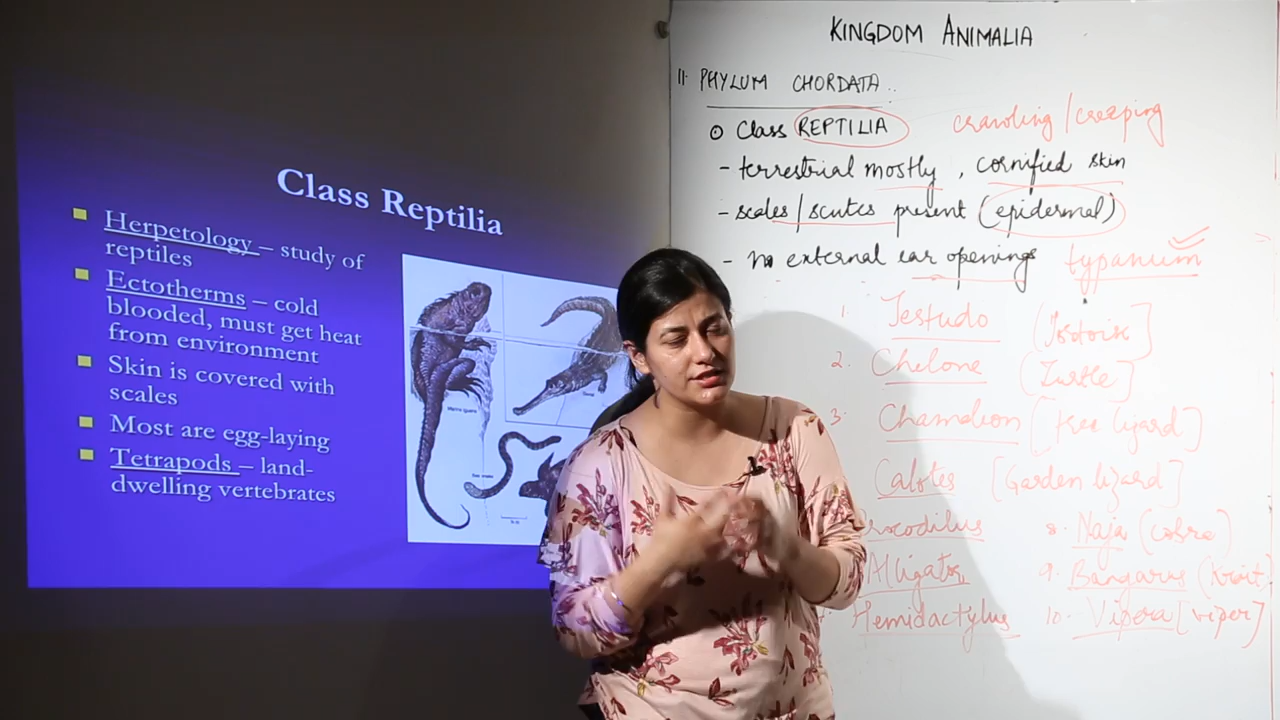 Class Reptilia
Herpetology – study of
reptiles
Ectotherms – cold
blooded, must get heat
from environment
Skin is covered with
scales
Most are egg-laying
Tetrapods – land-
dwelling vertebrates
KINGDOM ANIMALIA
11. PHYLUM CHORDATA..
Class REPTILIA crawling/creeping
- terrestrial mostly, cornified skin
- scales/scutes present (epidermal)
- no external ear openings typanum
1. Testudo (Tortoise]
2. Chelone (Turtle]
3. Chameleon [tree lizard]
Calotes [Garden lizard]
rocodilus 8. Naja (cobra)
Alligator 9. Bangarus (Krait
Hemidactylus 10. Vipera [viper]